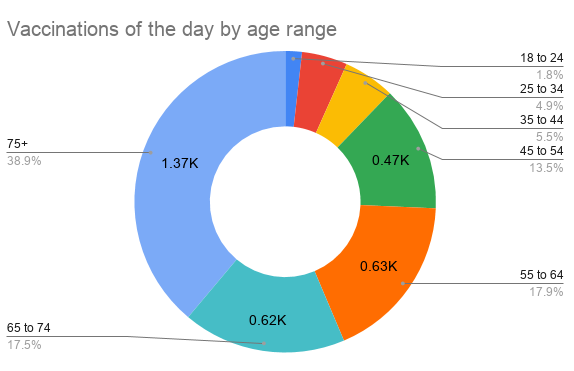 Vaccinations of the day by age range
18 to 24
1.8%
25 to 34
4.9%
35 to 44
5.5%
45 to 54
13.5%
55 to 64
17.9%
65 to 74
17.5%
75+
38.9%
1.37K
0.47K
0.63K
0.62K